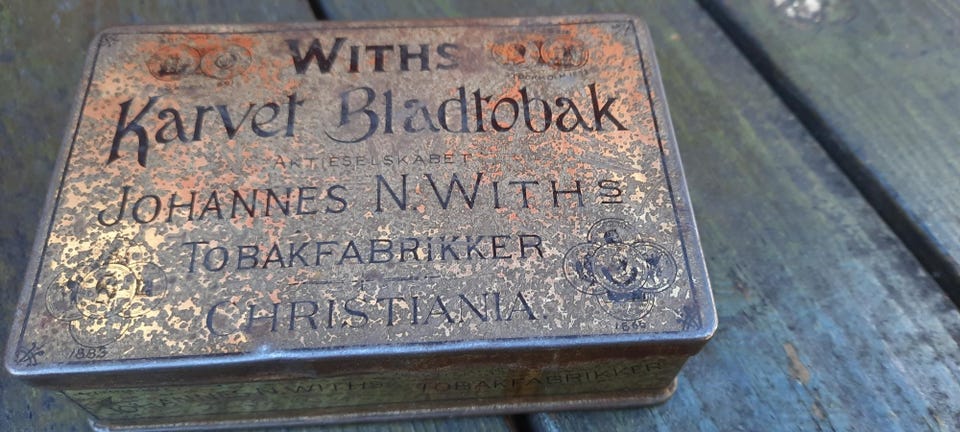 WITHS
Karvet Bladtobak
AKTIESELSKABET
JOHANNES N. WITHS
TOBAKFABRIKKER
CHRISTIANIA.
1883
N. WITHS TOBAKFABRIKKER